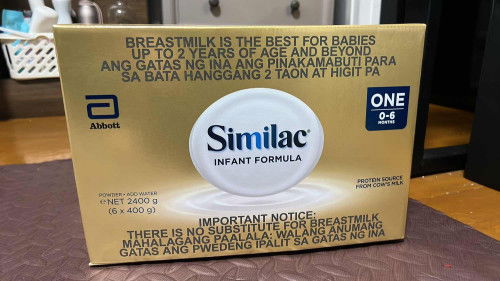 BREASTMILK IS THE BEST FOR BABIES
UP TO 2 YEARS OF AGE AND BEYOND
ANG GATAS NG INA ANG PINAKAMABUTI PARA
SA BATA HANGGANG 2 TAON AT HIGIT PA
Abbott
ONE
0-6
MONTHS
Similac®
INFANT FORMULA
POWDER • ADD WATER
℮ NET 2400 g
(6 x 400 g)
PROTEIN SOURCE
FROM COW'S MILK
IMPORTANT NOTICE:
THERE IS NO SUBSTITUTE FOR BREASTMILK
MAHALAGANG PAALALA: WALANG ANUMANG
GATAS ANG PWEDENG IPALIT SA GATAS NG INA